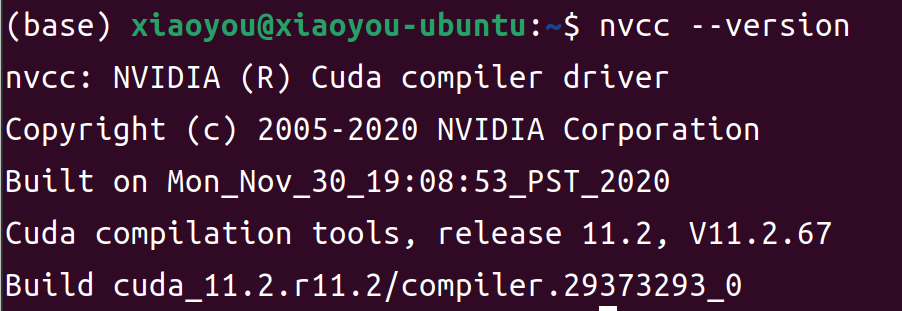 (base) xiaoyou@xiaoyou-ubuntu:~$ nvcc --version
nvcc: NVIDIA (R) Cuda compiler driver
Copyright (c) 2005-2020 NVIDIA Corporation
Built on Mon_Nov_30_19:08:53_PST_2020
Cuda compilation tools, release 11.2, V11.2.67
Build cuda_11.2.r11.2/compiler.29373293_0